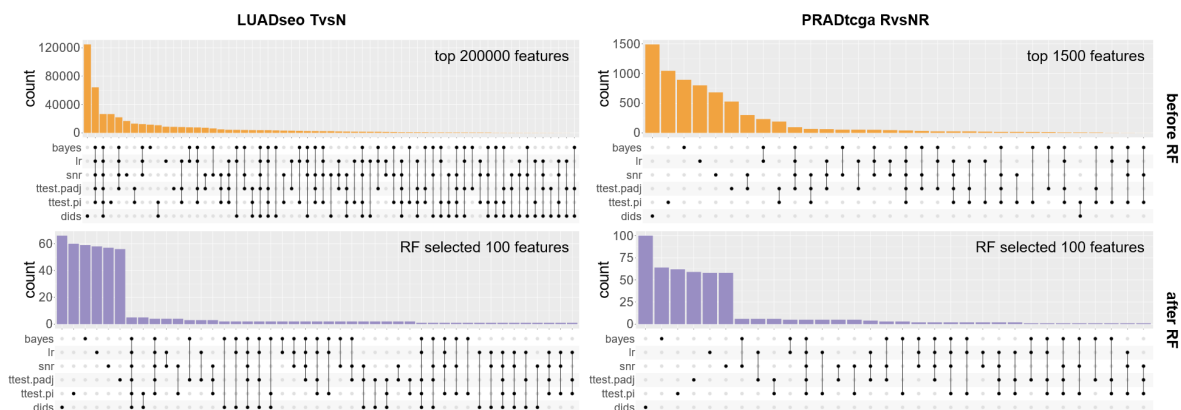 LUADseo TvsN
PRADtcga RvsNR
top 200000 features
120000
80000
40000
0
count
bayes
lr
snr
ttest.padj
ttest.pi
dids
top 1500 features
1500
1000
500
0
count
bayes
lr
snr
ttest.padj
ttest.pi
dids
before RF
RF selected 100 features
60
40
20
0
count
bayes
lr
snr
ttest.padj
ttest.pi
dids
RF selected 100 features
100
75
50
25
0
count
bayes
lr
snr
ttest.padj
ttest.pi
dids
after RF